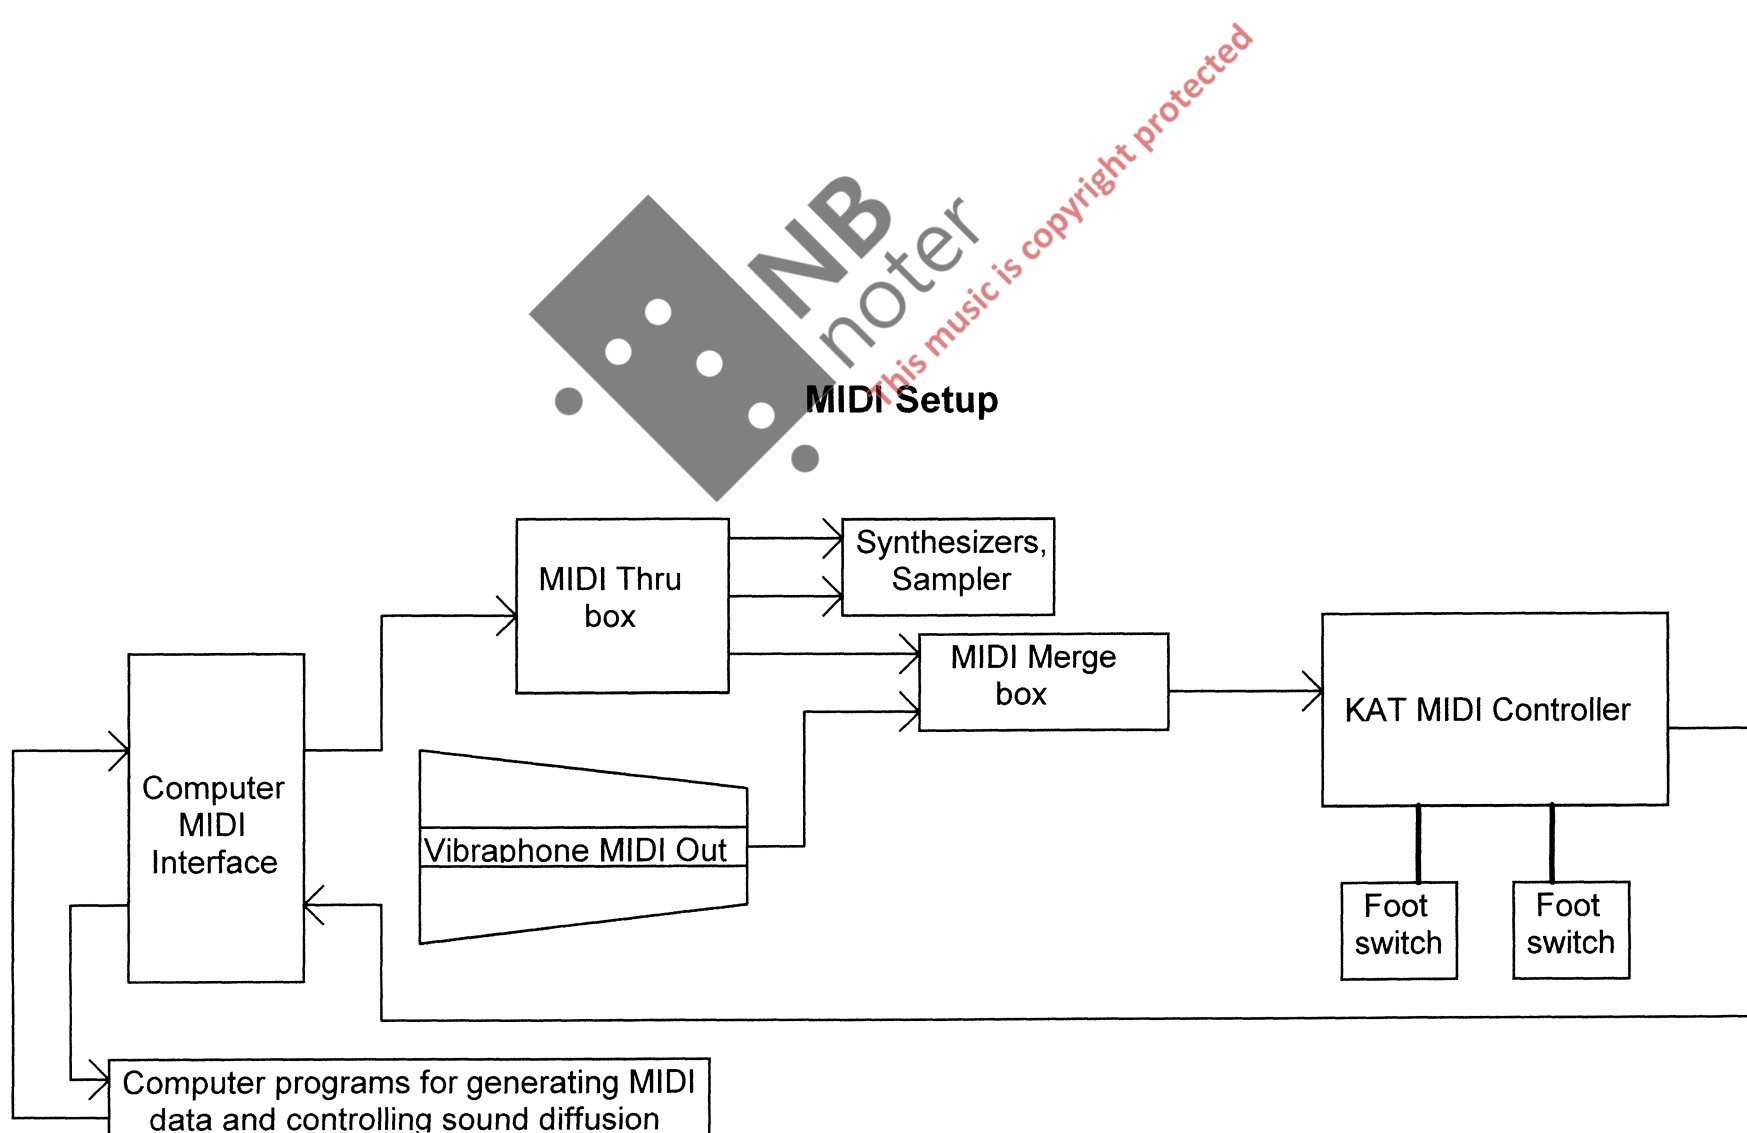 NB
noter
This music is copyright protected
MIDI Setup
MIDI Thru
box
Synthesizers,
Sampler
MIDI Merge
box
KAT MIDI Controller
Computer
MIDI
Interface
Vibraphone MIDI Out
Foot
switch
Foot
switch
Computer programs for generating MIDI
data and controlling sound diffusion